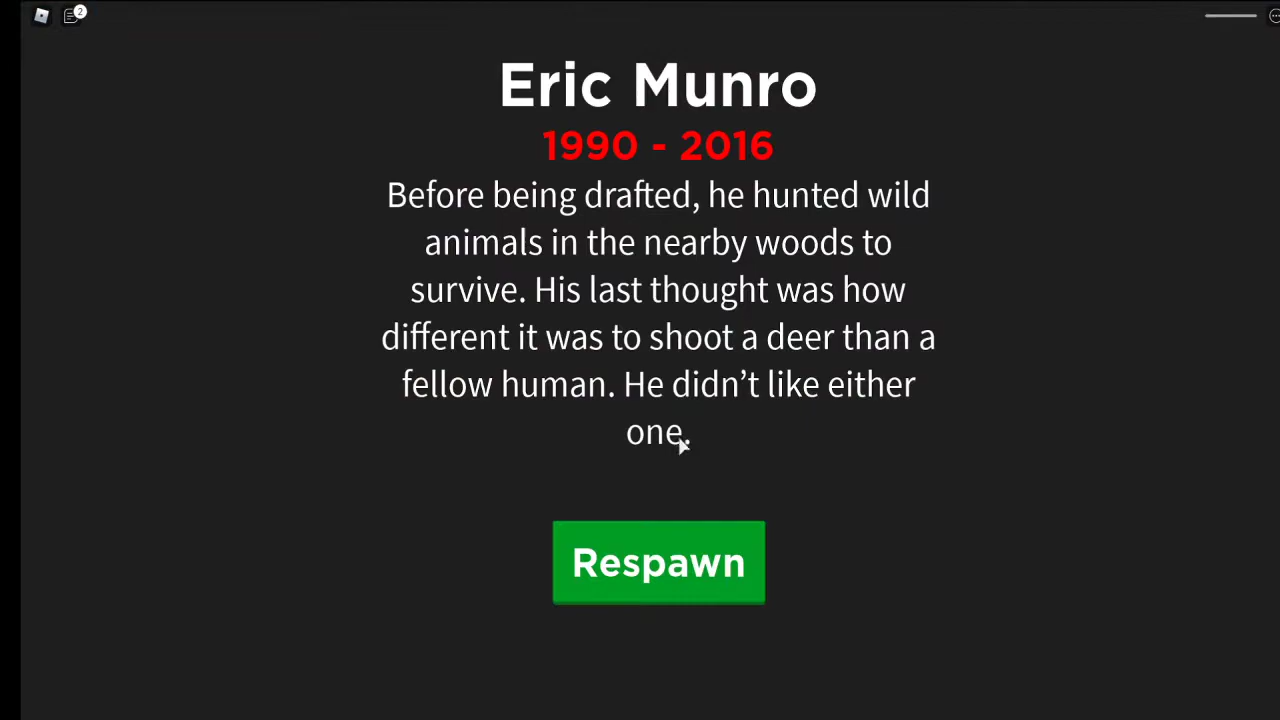 2
Eric Munro
1990 - 2016
Before being drafted, he hunted wild
animals in the nearby woods to
survive. His last thought was how
different it was to shoot a deer than a
fellow human. He didn’t like either
one.
Respawn